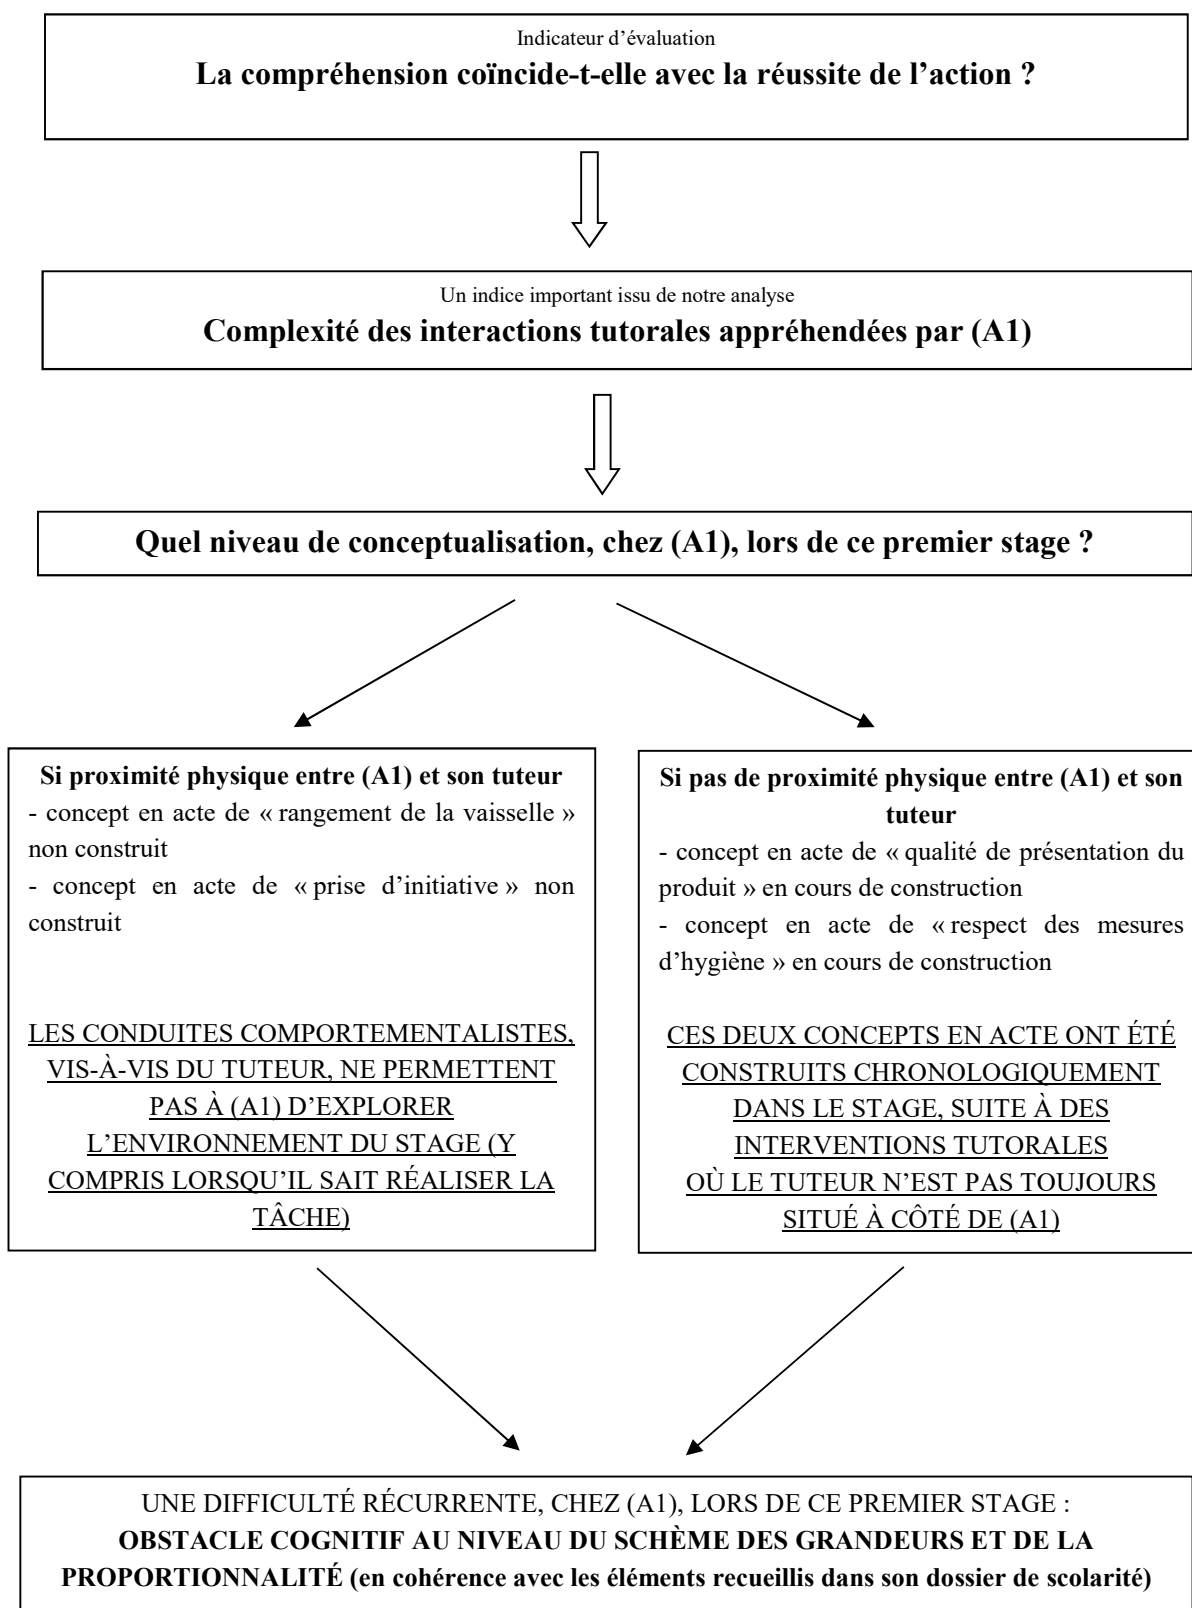 Indicateur d’évaluation
La compréhension coïncide-t-elle avec la réussite de l’action ?
Un indice important issu de notre analyse
Complexité des interactions tutorales appréhendées par (A1)
Quel niveau de conceptualisation, chez (A1), lors de ce premier stage ?
Si proximité physique entre (A1) et son tuteur
- concept en acte de « rangement de la vaisselle »
non construit
- concept en acte de « prise d’initiative » non
construit
LES CONDUITES COMPORTEMENTALISTES,
VIS-À-VIS DU TUTEUR, NE PERMETTENT
PAS À (A1) D’EXPLORER
L’ENVIRONNEMENT DU STAGE (Y
COMPRIS LORSQU’IL SAIT RÉALISER LA
TÂCHE)
Si pas de proximité physique entre (A1) et son
tuteur
- concept en acte de « qualité de présentation du
produit » en cours de construction
- concept en acte de « respect des mesures
d’hygiène » en cours de construction
CES DEUX CONCEPTS EN ACTE ONT ÉTÉ
CONSTRUITS CHRONOLOGIQUEMENT
DANS LE STAGE, SUITE À DES
INTERVENTIONS TUTORALES
OÙ LE TUTEUR N’EST PAS TOUJOURS
SITUÉ À CÔTÉ DE (A1)
UNE DIFFICULTÉ RÉCURRENTE, CHEZ (A1), LORS DE CE PREMIER STAGE :
OBSTACLE COGNITIF AU NIVEAU DU SCHÈME DES GRANDEURS ET DE LA
PROPORTIONNALITÉ (en cohérence avec les éléments recueillis dans son dossier de scolarité)